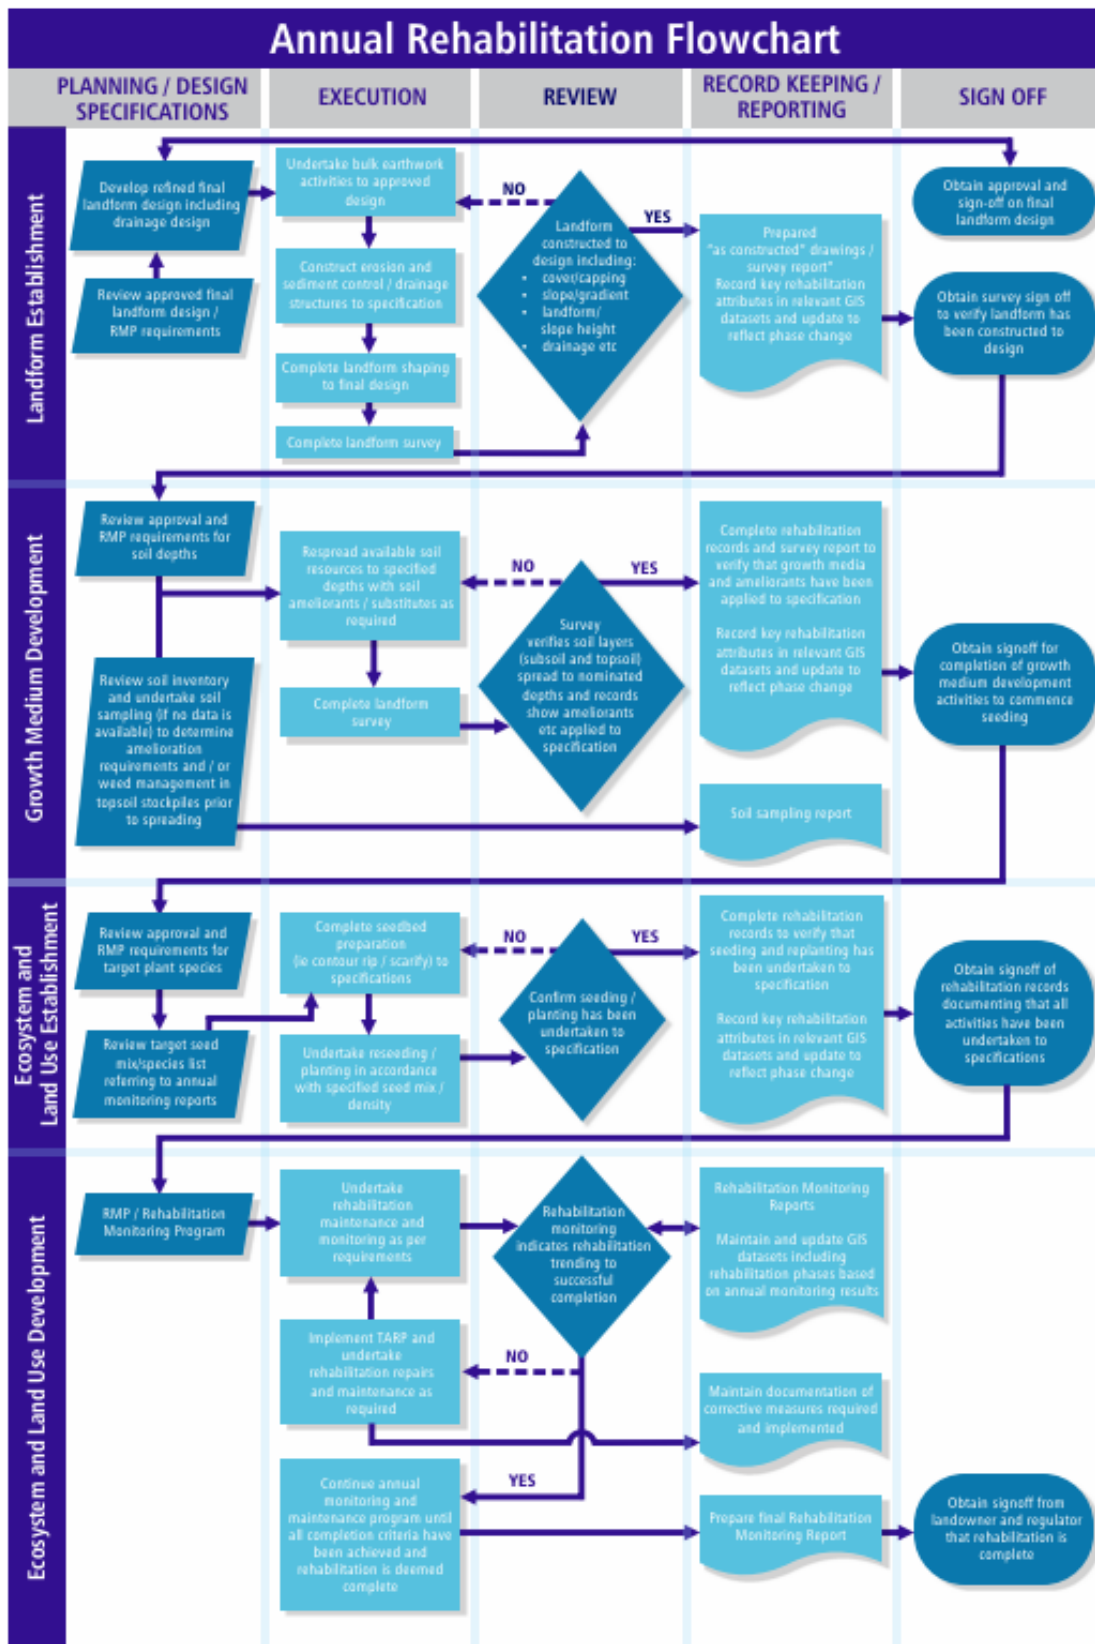 Annual Rehabilitation Flowchart
PLANNING / DESIGN
SPECIFICATIONS
EXECUTION
REVIEW
RECORD KEEPING /
REPORTING
SIGN OFF
Landform Establishment
Develop refined final
landform design including
drainage design
Review approved final
landform design /
RMP requirements
Undertake bulk earthwork
activities to approved
design
Construct erosion and
sediment control / drainage
structures to specification
Complete landform shaping
to final design
Complete landform survey
NO
Landform
constructed to
design including:
• cover/capping
• slope/gradient
• landform/
slope height
• drainage etc
YES
Prepared
"as constructed" drawings /
survey report"
Record key rehabilitation
attributes in relevant GIS
datasets and update to
reflect phase change
Obtain approval and
sign-off on final
landform design
Obtain survey sign off
to verify landform has
been constructed to
design
Growth Medium Development
Review approval and
RMP requirements for
soil depths
Review soil inventory
and undertake soil
sampling (if no data is
available) to determine
amelioration
requirements and / or
weed management in
topsoil stockpiles prior
to spreading
Respread available soil
resources to specified
depths with soil
ameliorants / substitutes as
required
Complete landform
survey
NO
YES
Survey
verifies soil layers
(subsoil and topsoil)
spread to nominated
depths and records
show ameliorants
etc applied to
specification
Complete rehabilitation
records and survey report to
verify that growth media
and ameliorants have been
applied to specification
Record key rehabilitation
attributes in relevant GIS
datasets and update to
reflect phase change
Soil sampling report
Obtain signoff for
completion of growth
medium development
activities to commence
seeding
Ecosystem and
Land Use Establishment
Review approval and
RMP requirements for
target plant species
Review target seed
mix/species list
referring to annual
monitoring reports
Complete seedbed
preparation
(ie contour rip / scarify) to
specifications
Undertake reseeding /
planting in accordance
with specified seed mix /
density
NO
YES
Confirm seeding /
planting has been
undertaken to
specification
Complete rehabilitation
records to verify that
seeding and replanting has
been undertaken to
specification
Record key rehabilitation
attributes in relevant GIS
datasets and update to
reflect phase change
Obtain signoff of
rehabilitation records
documenting that all
activities have been
undertaken to
specifications
Ecosystem and Land Use Development
RMP / Rehabilitation
Monitoring Program
Undertake
rehabilitation
maintenance and
monitoring as per
requirements
Implement TARP and
undertake
rehabilitation repairs
and maintenance as
required
Continue annual
monitoring and
maintenance program until
all completion criteria have
been achieved and
rehabilitation is deemed
complete
Rehabilitation
monitoring
indicates rehabilitation
trending to
successful
completion
NO
YES
Rehabilitation Monitoring
Reports
Maintain and update GIS
datasets including
rehabilitation phases based
on annual monitoring results
Maintain documentation of
corrective measures required
and implemented
Prepare final Rehabilitation
Monitoring Report
Obtain signoff from
landowner and regulator
that rehabilitation is
complete